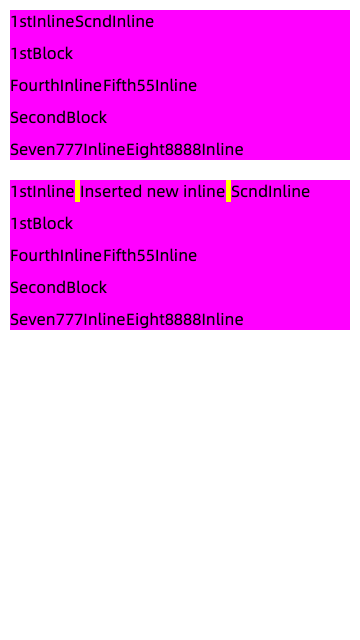 1stInlineScndInline
1stBlock
FourthInlineFifth55Inline
SecondBlock
Seven777InlineEight8888Inline
1stInline Inserted new inline ScndInline
1stBlock
FourthInlineFifth55Inline
SecondBlock
Seven777InlineEight8888Inline